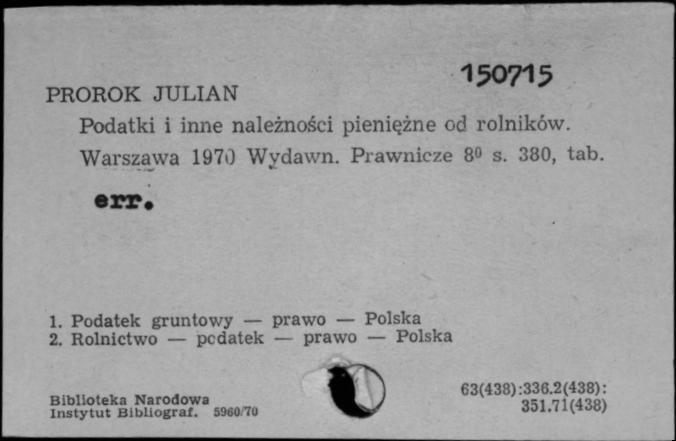 150715
PROROK JULIAN
Podatki i inne należności pieniężne od rolników.
Warszawa 1970 Wydawn. Prawnicze 8⁰ s. 380, tab.
err.
1. Podatek gruntowy — prawo — Polska
2. Rolnictwo — podatek — prawo — Polska
Biblioteka Narodowa
Instytut Bibliograf. 5960/70
63(438):336.2(438):
351.71(438)